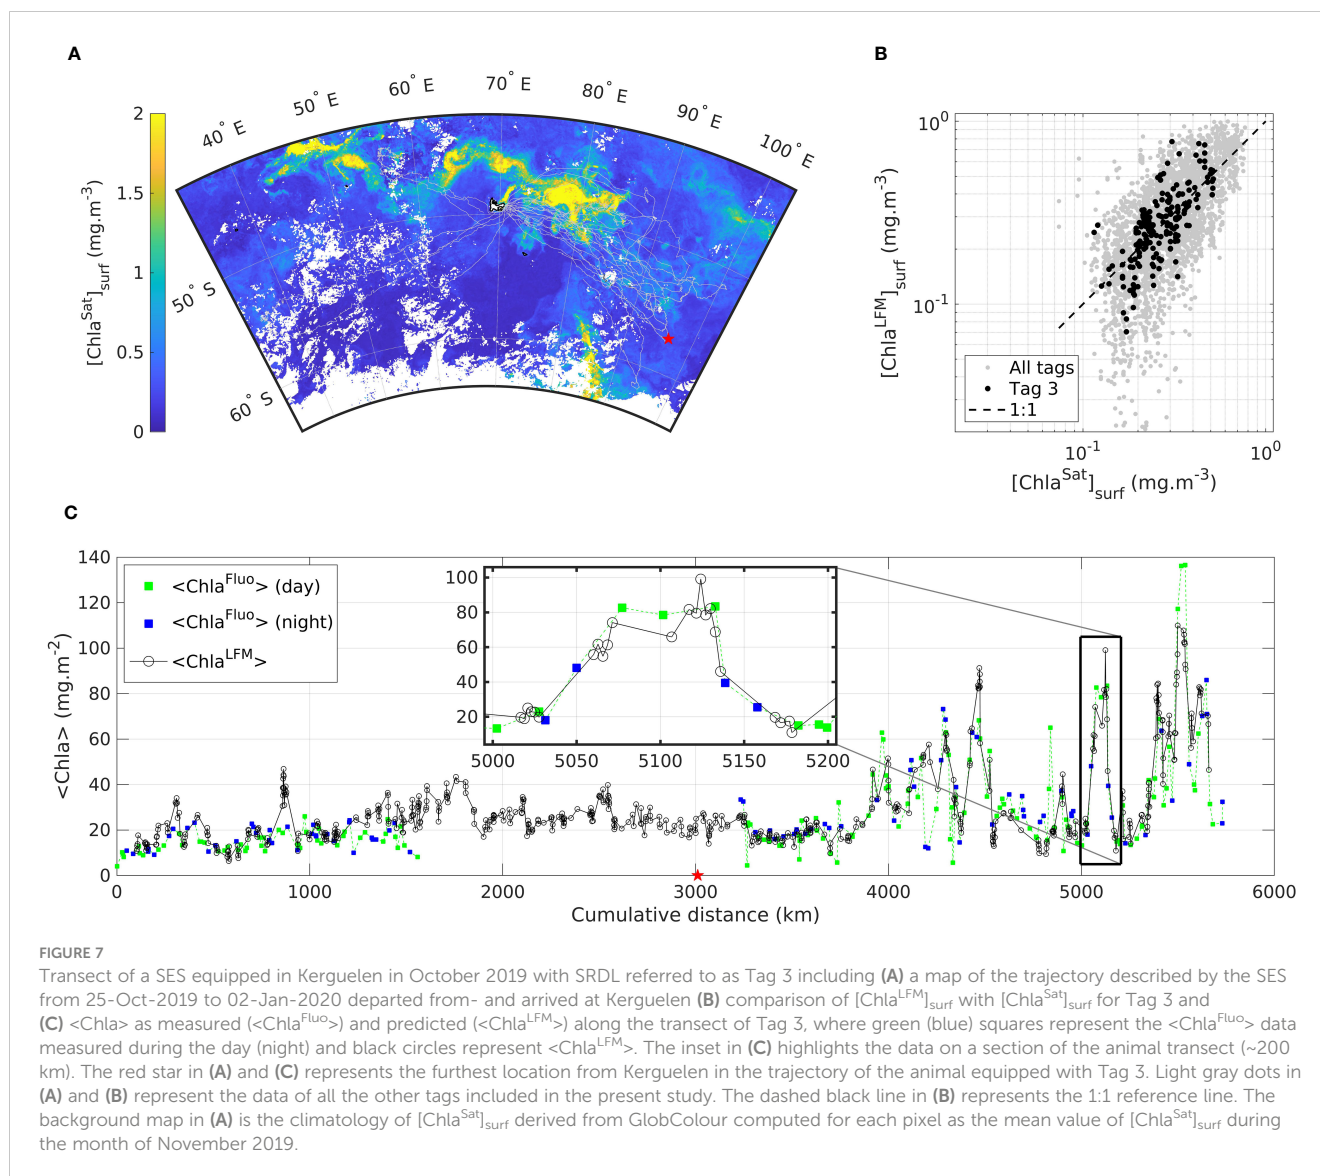 A
B
40° E
50° E
60° E
70° E
80° E
90° E
100° E
50° S
60° S
2
1.5
1
0.5
0
[Chla^Sat]_surf (mg.m^-3)
10^0
10^-1
[Chla^LFM]_surf (mg.m^-3)
All tags
Tag 3
1:1
10^-1
10^0
[Chla^Sat]_surf (mg.m^-3)
C
140
120
100
80
60
40
20
0
<Chla> (mg.m^-2)
<Chla^Fluo> (day)
<Chla^Fluo> (night)
<Chla^LFM>
100
80
60
40
20
5000
5050
5100
5150
5200
0
1000
2000
3000
4000
5000
6000
Cumulative distance (km)
FIGURE 7
Transect of a SES equipped in Kerguelen in October 2019 with SRDL referred to as Tag 3 including (A) a map of the trajectory described by the SES
from 25-Oct-2019 to 02-Jan-2020 departed from- and arrived at Kerguelen (B) comparison of [Chla^LFM]_surf with [Chla^Sat]_surf for Tag 3 and
(C) <Chla> as measured (<Chla^Fluo>) and predicted (<Chla^LFM>) along the transect of Tag 3, where green (blue) squares represent the <Chla^Fluo> data
measured during the day (night) and black circles represent <Chla^LFM>. The inset in (C) highlights the data on a section of the animal transect (~200
km). The red star in (A) and (C) represents the furthest location from Kerguelen in the trajectory of the animal equipped with Tag 3. Light gray dots in
(A) and (B) represent the data of all the other tags included in the present study. The dashed black line in (B) represents the 1:1 reference line. The
background map in (A) is the climatology of [Chla^Sat]_surf derived from GlobColour computed for each pixel as the mean value of [Chla^Sat]_surf during
the month of November 2019.